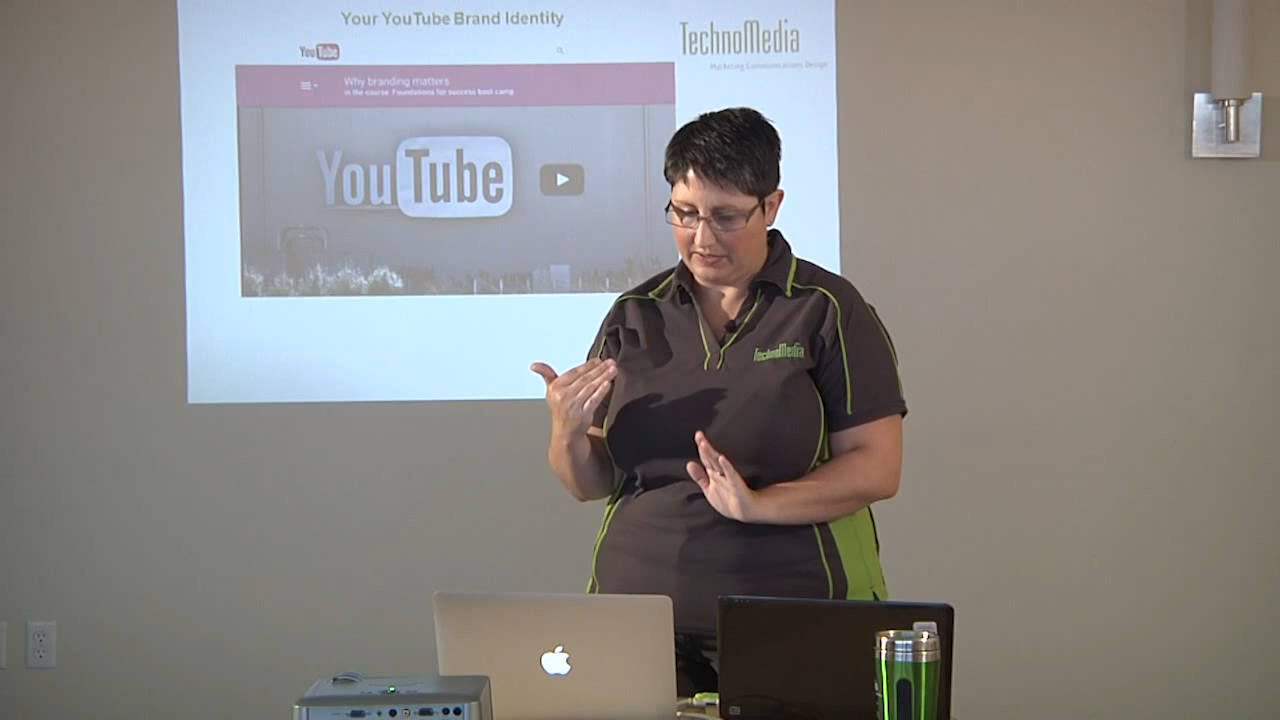 Your YouTube Brand Identity
TechnoMedia
Marketing Communications Design
YouTube
Why branding matters
in the course Foundations for success boot camp
YouTube
TechnoMedia